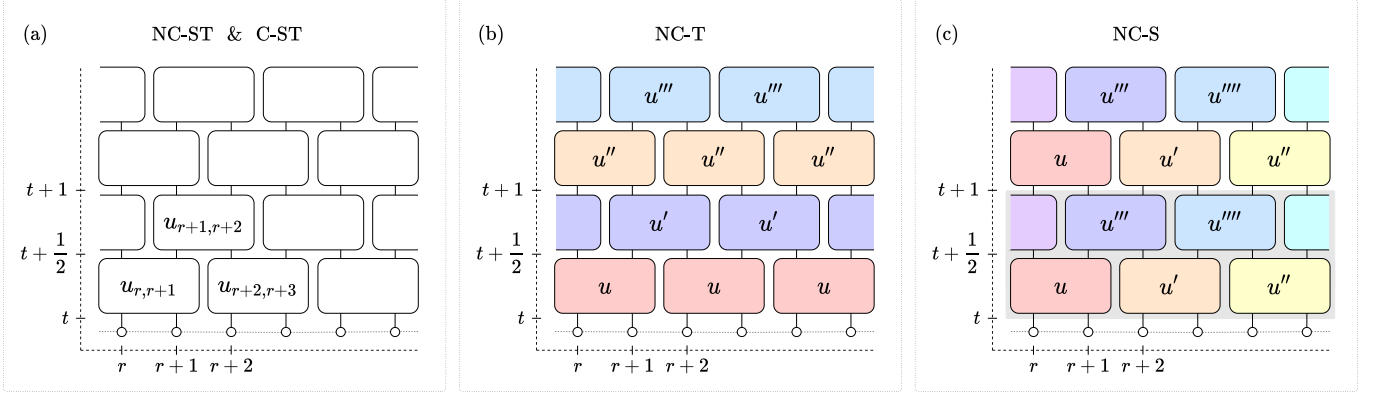 (a) NC-ST & C-ST
t + 1
u_{r+1,r+2}
t + 1/2
u_{r,r+1} u_{r+2,r+3}
t
r r + 1 r + 2
(b) NC-T
u''' u'''
u'' u'' u''
t + 1
u' u'
t + 1/2
u u u
t
r r + 1 r + 2
(c) NC-S
u''' u''''
u u' u''
t + 1
u''' u''''
t + 1/2
u u' u''
t
r r + 1 r + 2